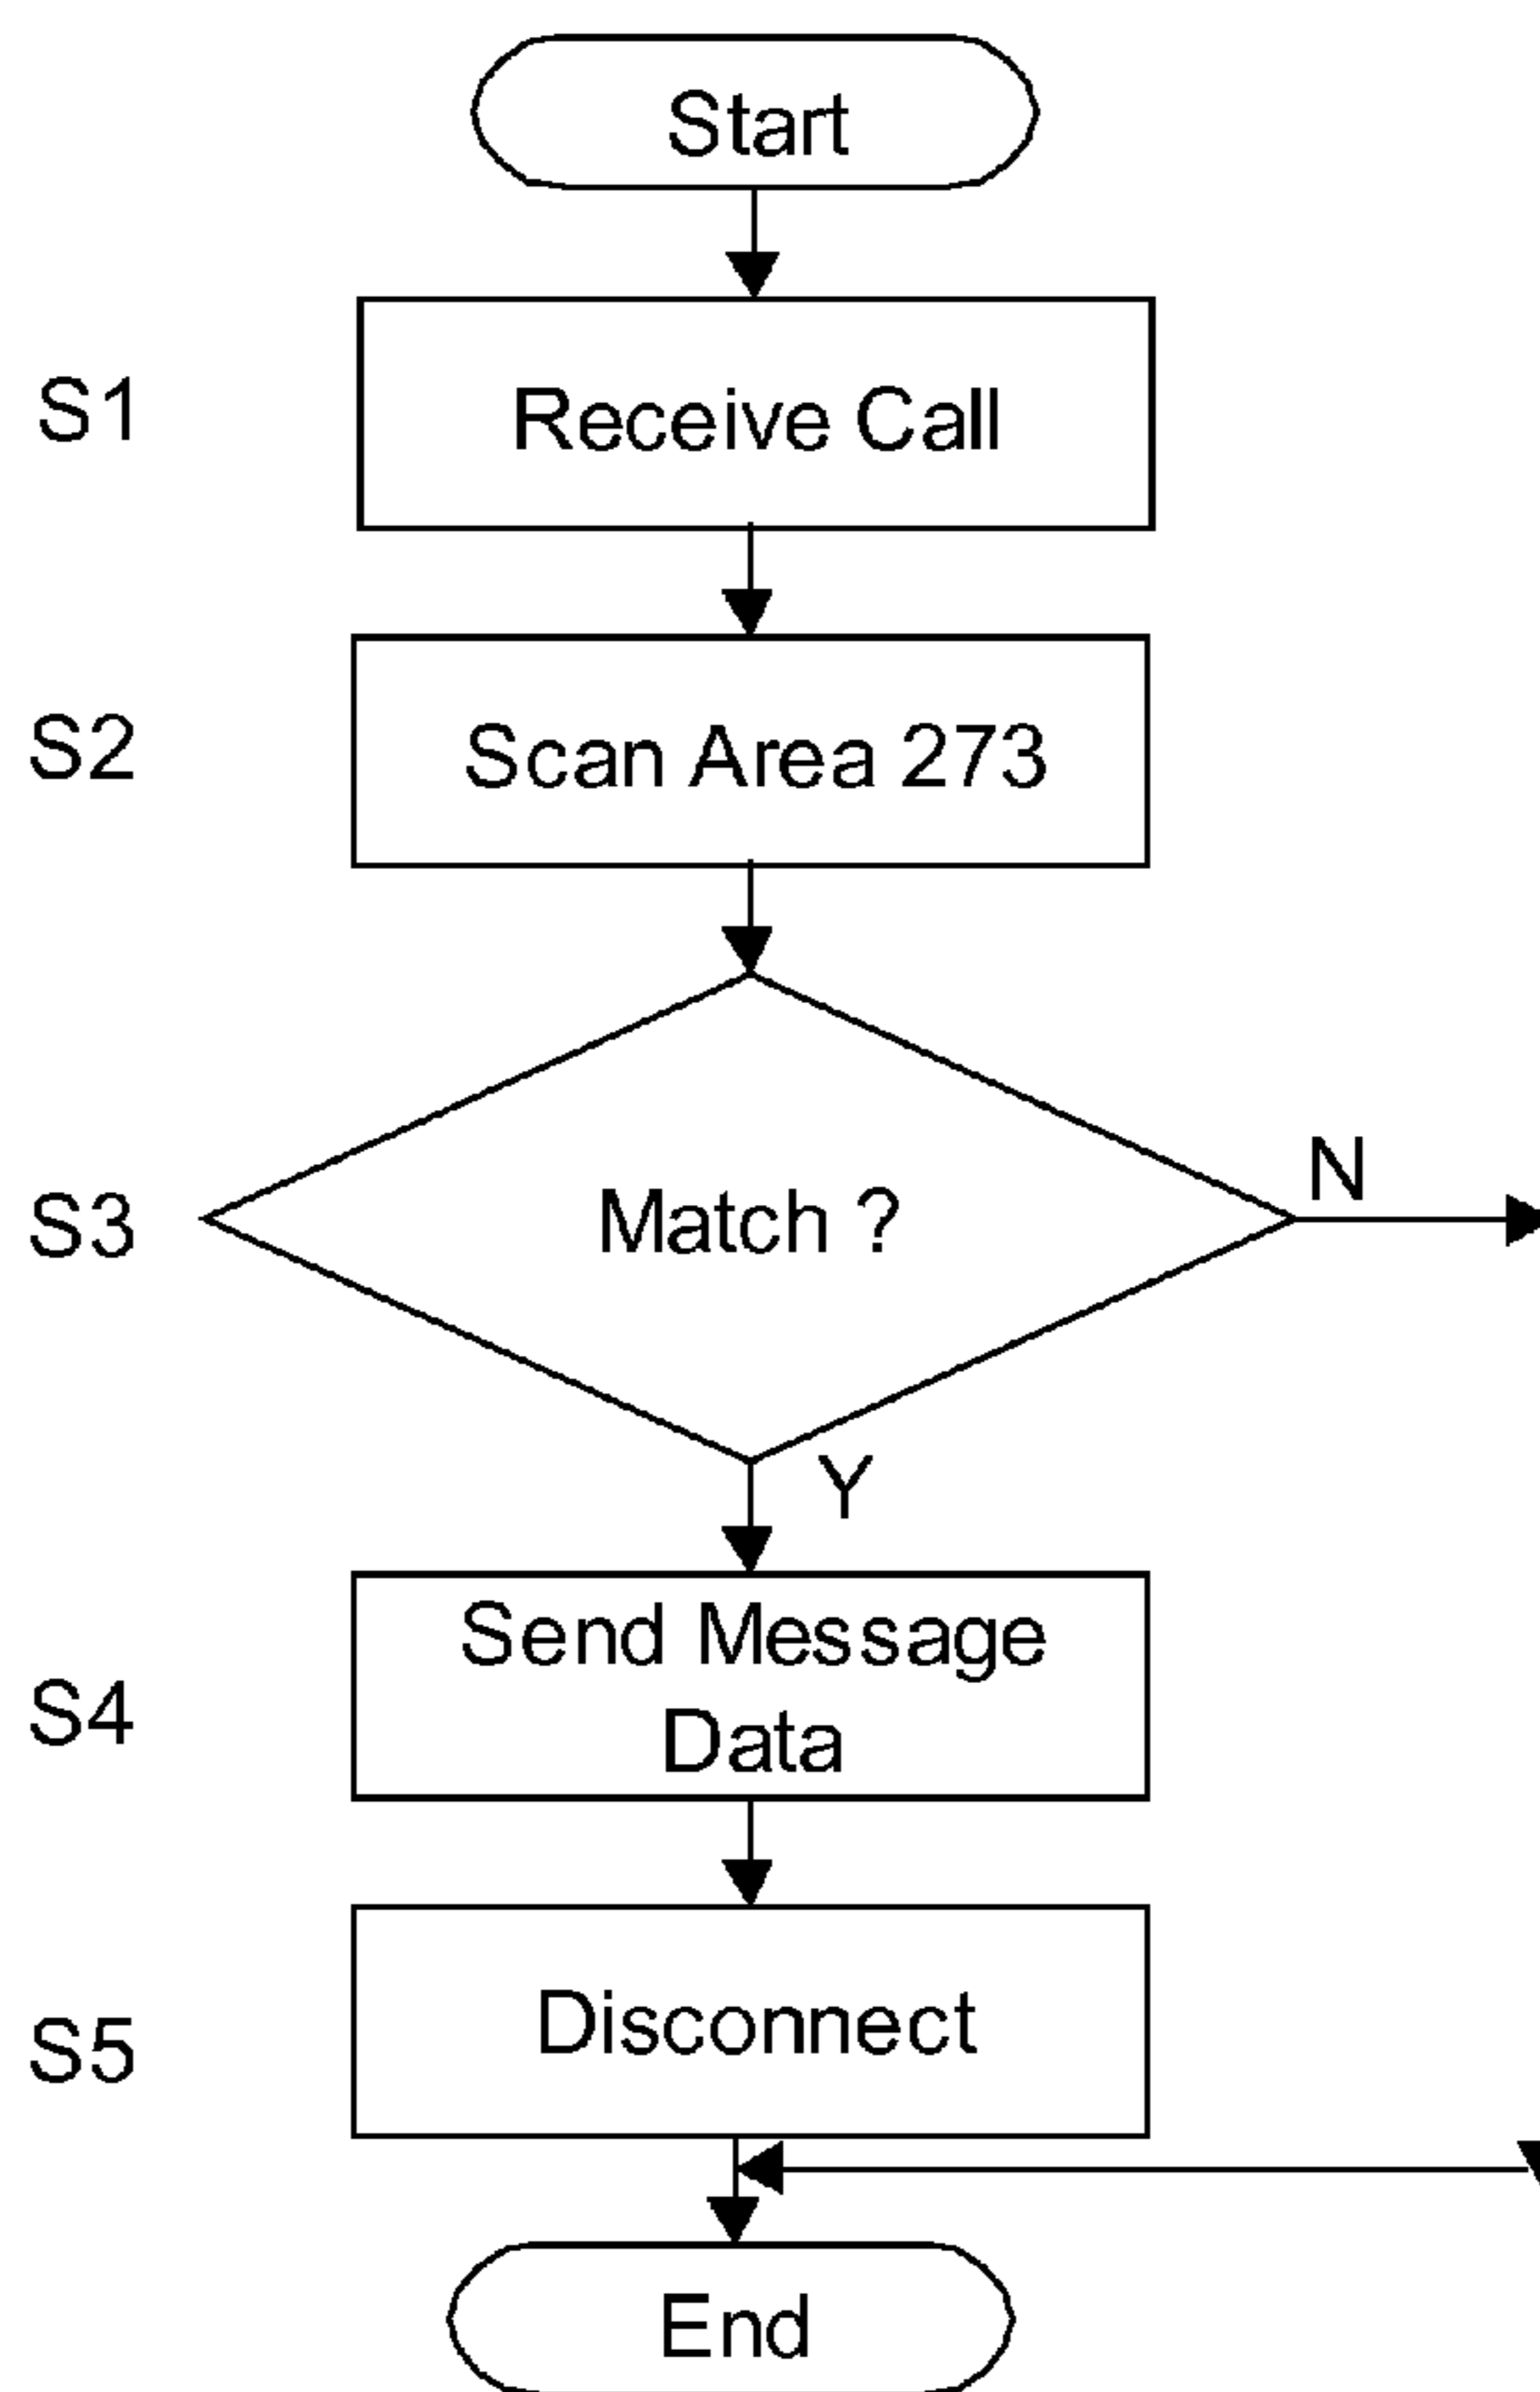 Start
S1
Receive Call
S2
Scan Area 273
S3
Match ?
N
Y
S4
Send Message
Data
S5
Disconnect
End